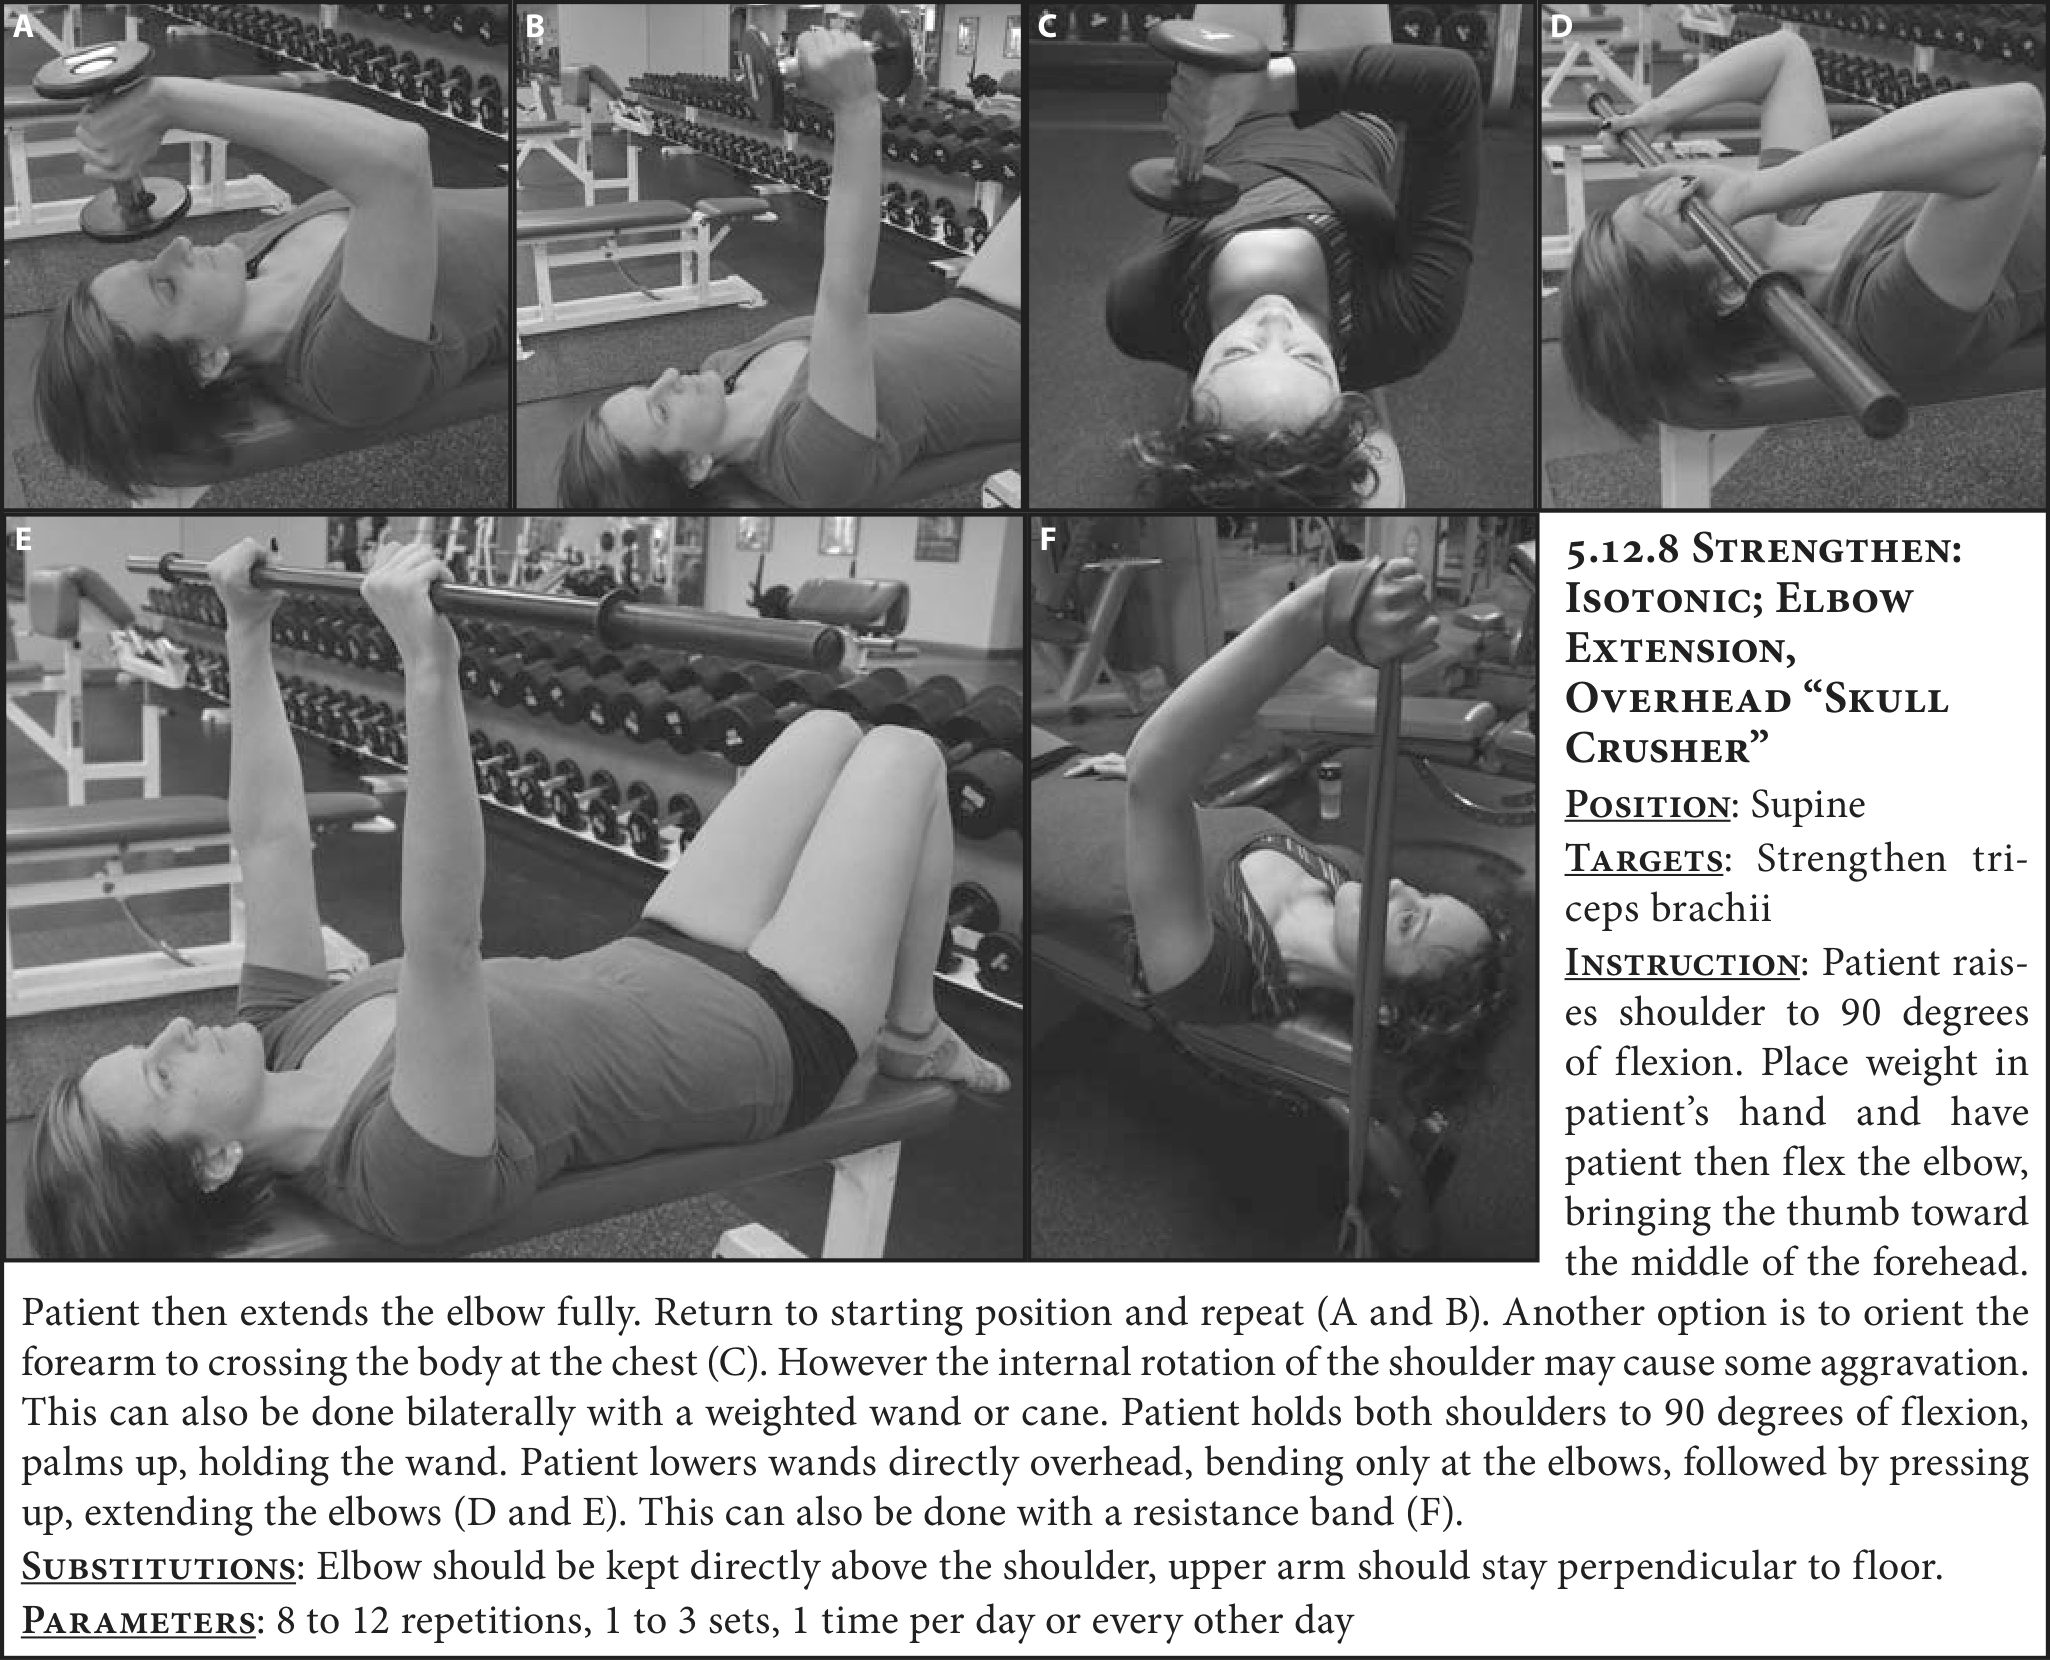 A
B
C
D
E
F
5.12.8 Strengthen:
Isotonic; Elbow
Extension,
Overhead “Skull
Crusher”
Position: Supine
Targets: Strengthen tri-
ceps brachii
Instruction: Patient rais-
es shoulder to 90 degrees
of flexion. Place weight in
patient’s hand and have
patient then flex the elbow,
bringing the thumb toward
the middle of the forehead.
Patient then extends the elbow fully. Return to starting position and repeat (A and B). Another option is to orient the
forearm to crossing the body at the chest (C). However the internal rotation of the shoulder may cause some aggravation.
This can also be done bilaterally with a weighted wand or cane. Patient holds both shoulders to 90 degrees of flexion,
palms up, holding the wand. Patient lowers wands directly overhead, bending only at the elbows, followed by pressing
up, extending the elbows (D and E). This can also be done with a resistance band (F).
Substitutions: Elbow should be kept directly above the shoulder, upper arm should stay perpendicular to floor.
Parameters: 8 to 12 repetitions, 1 to 3 sets, 1 time per day or every other day